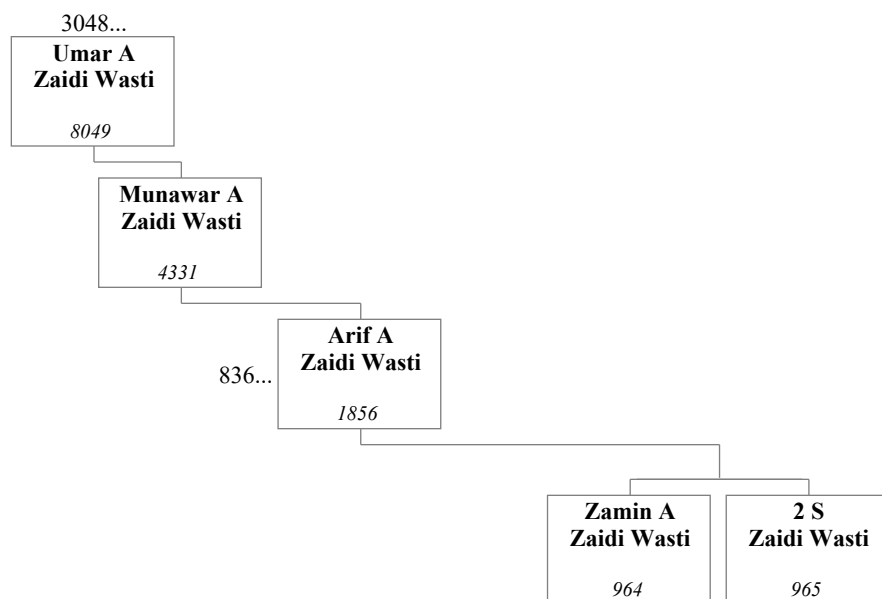 3048...
Umar A
Zaidi Wasti
8049
Munawar A
Zaidi Wasti
4331
Arif A
Zaidi Wasti
836...
1856
Zamin A
Zaidi Wasti
964
2 S
Zaidi Wasti
965